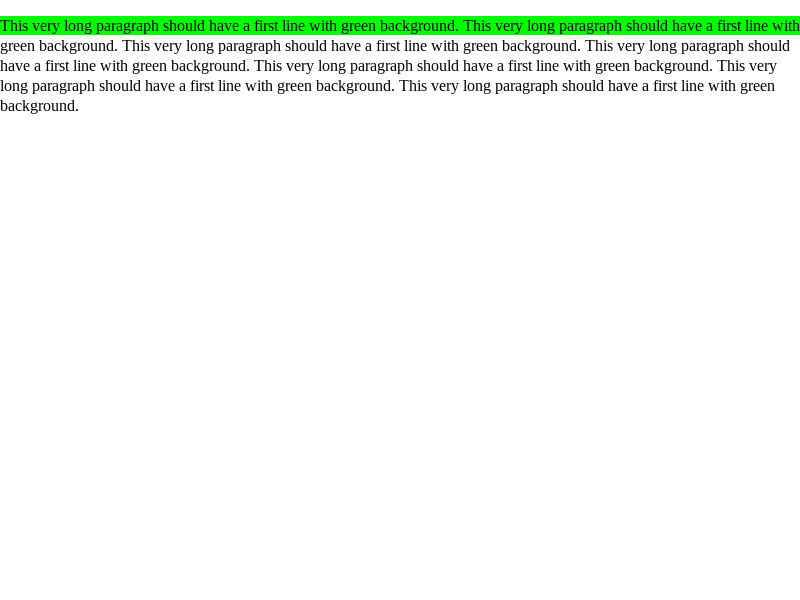 This very long paragraph should have a first line with green background. This very long paragraph should have a first line with
green background. This very long paragraph should have a first line with green background. This very long paragraph should
have a first line with green background. This very long paragraph should have a first line with green background. This very
long paragraph should have a first line with green background. This very long paragraph should have a first line with green
background.